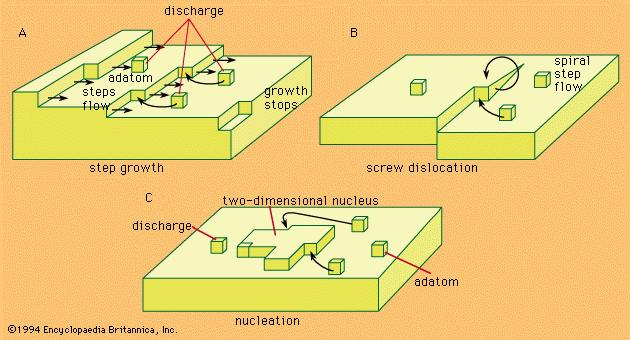 discharge
A
adatom
steps
flow
growth
stops
step growth
B
spiral
step
flow
screw dislocation
C
two-dimensional nucleus
discharge
adatom
nucleation
©1994 Encyclopaedia Britannica, Inc.